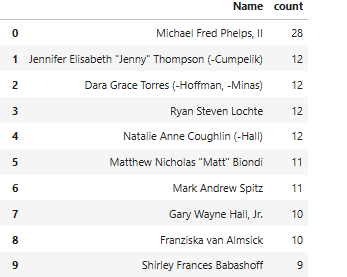 Name count
0 Michael Fred Phelps, II 28
1 Jennifer Elisabeth "Jenny" Thompson (-Cumpelik) 12
2 Dara Grace Torres (-Hoffman, -Minas) 12
3 Ryan Steven Lochte 12
4 Natalie Anne Coughlin (-Hall) 12
5 Matthew Nicholas "Matt" Biondi 11
6 Mark Andrew Spitz 11
7 Gary Wayne Hall, Jr. 10
8 Franziska van Almsick 10
9 Shirley Frances Babashoff 9